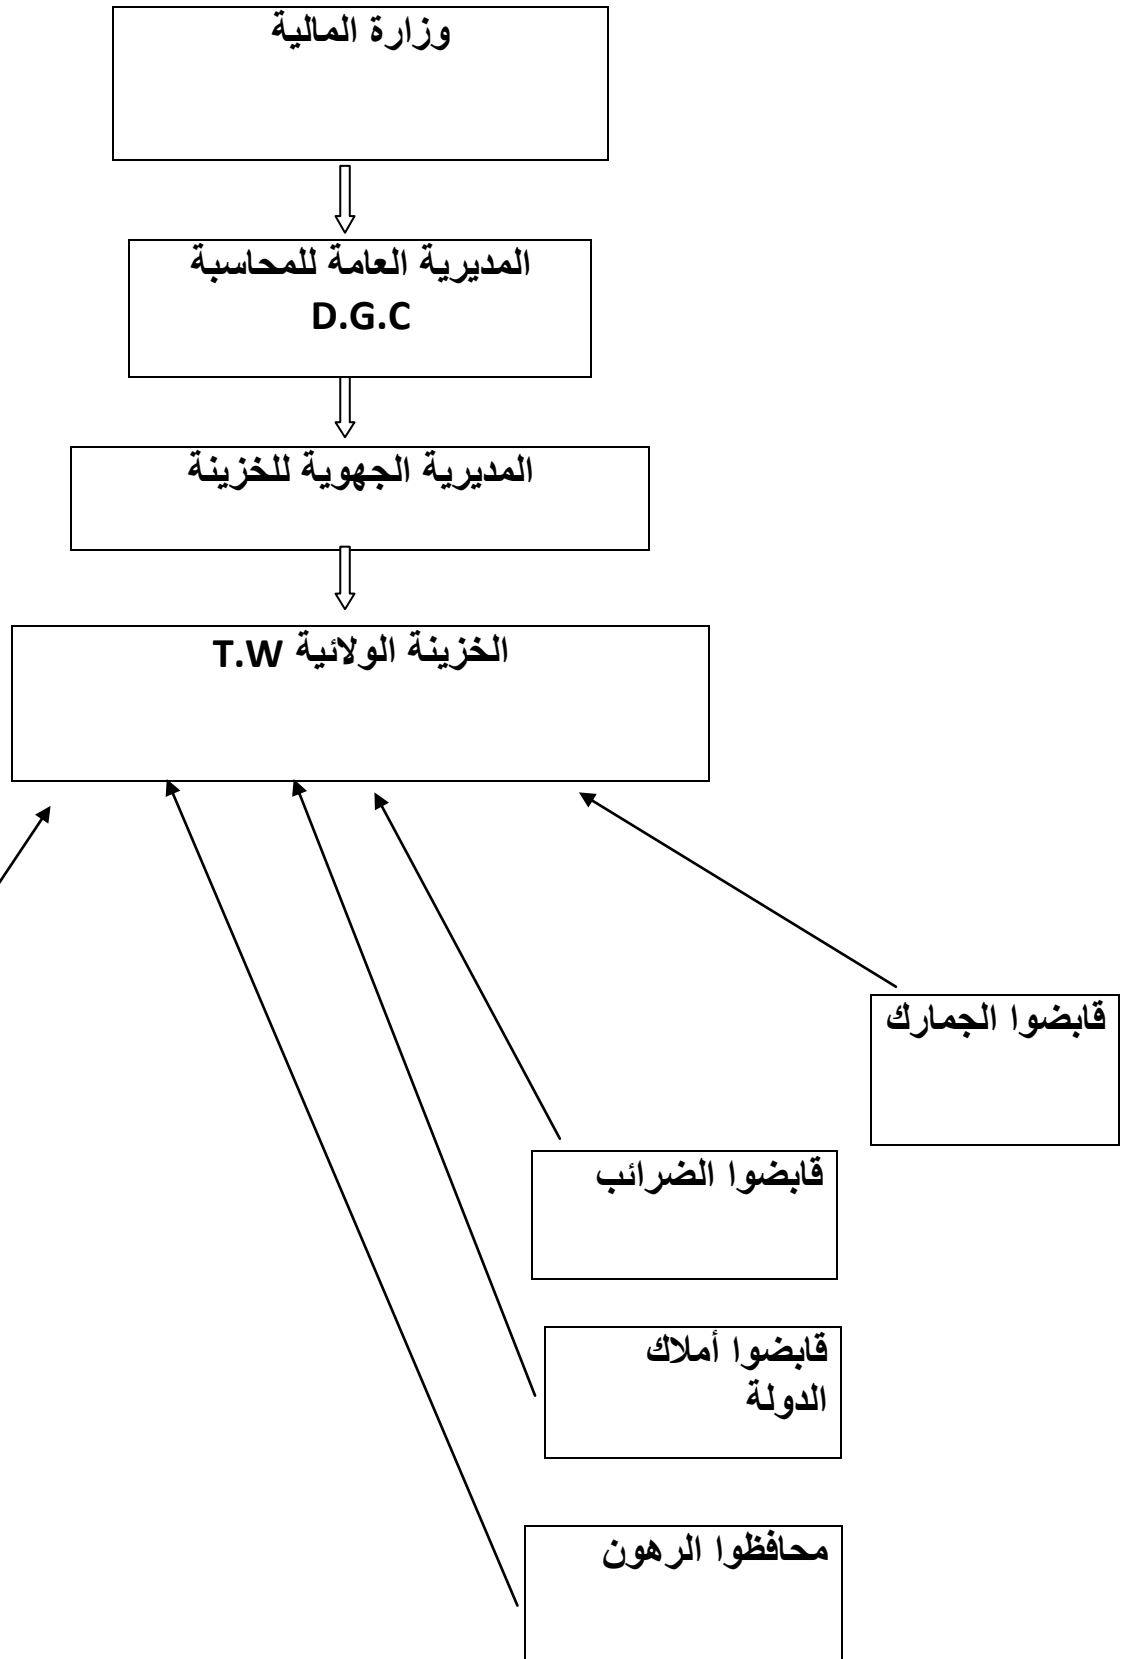 وزارة المالية
المديرية العامة للمحاسبة
D.G.C
المديرية الجهوية للخزينة
الخزينة الولائية T.W
قابضوا الجمارك
قابضوا الضرائب
قابضوا أملاك
الدولة
محافظوا الرهون